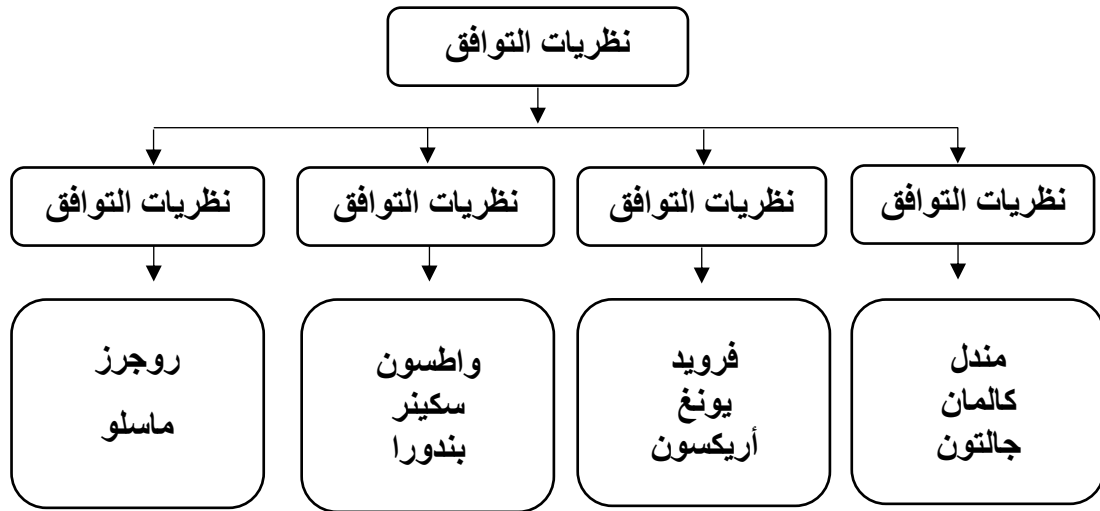 نظريات التوافق
نظريات التوافق
نظريات التوافق
نظريات التوافق
نظريات التوافق
مندل
كالمان
جالتون
فرويد
يونغ
أريكسون
واطسون
سكينر
بندورا
روجرز
ماسلو